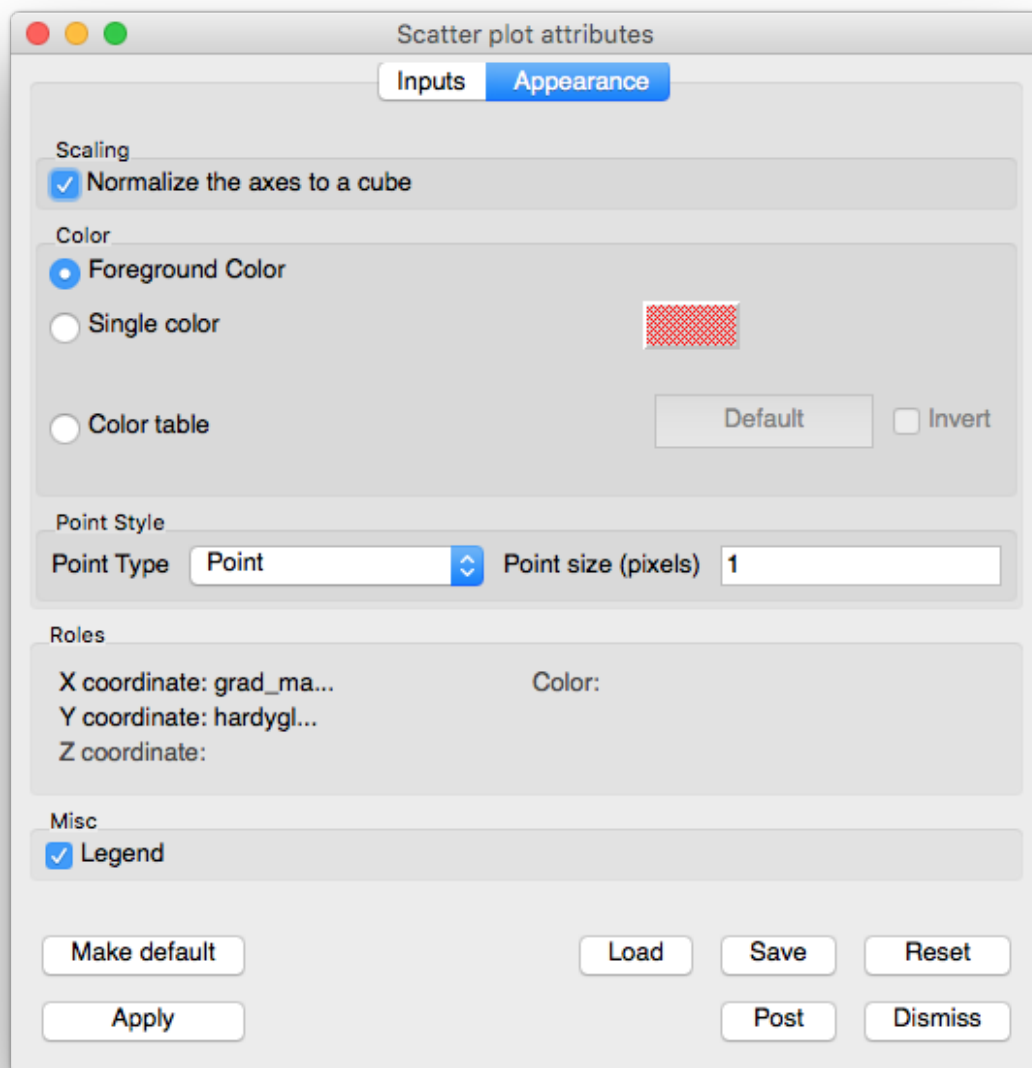 Scatter plot attributes
Inputs Appearance
Scaling
Normalize the axes to a cube
Color
Foreground Color
Single color
Color table Default Invert
Point Style
Point Type Point Point size (pixels) 1
Roles
X coordinate: grad_ma... Color:
Y coordinate: hardygl...
Z coordinate:
Misc
Legend
Make default Load Save Reset
Apply Post Dismiss